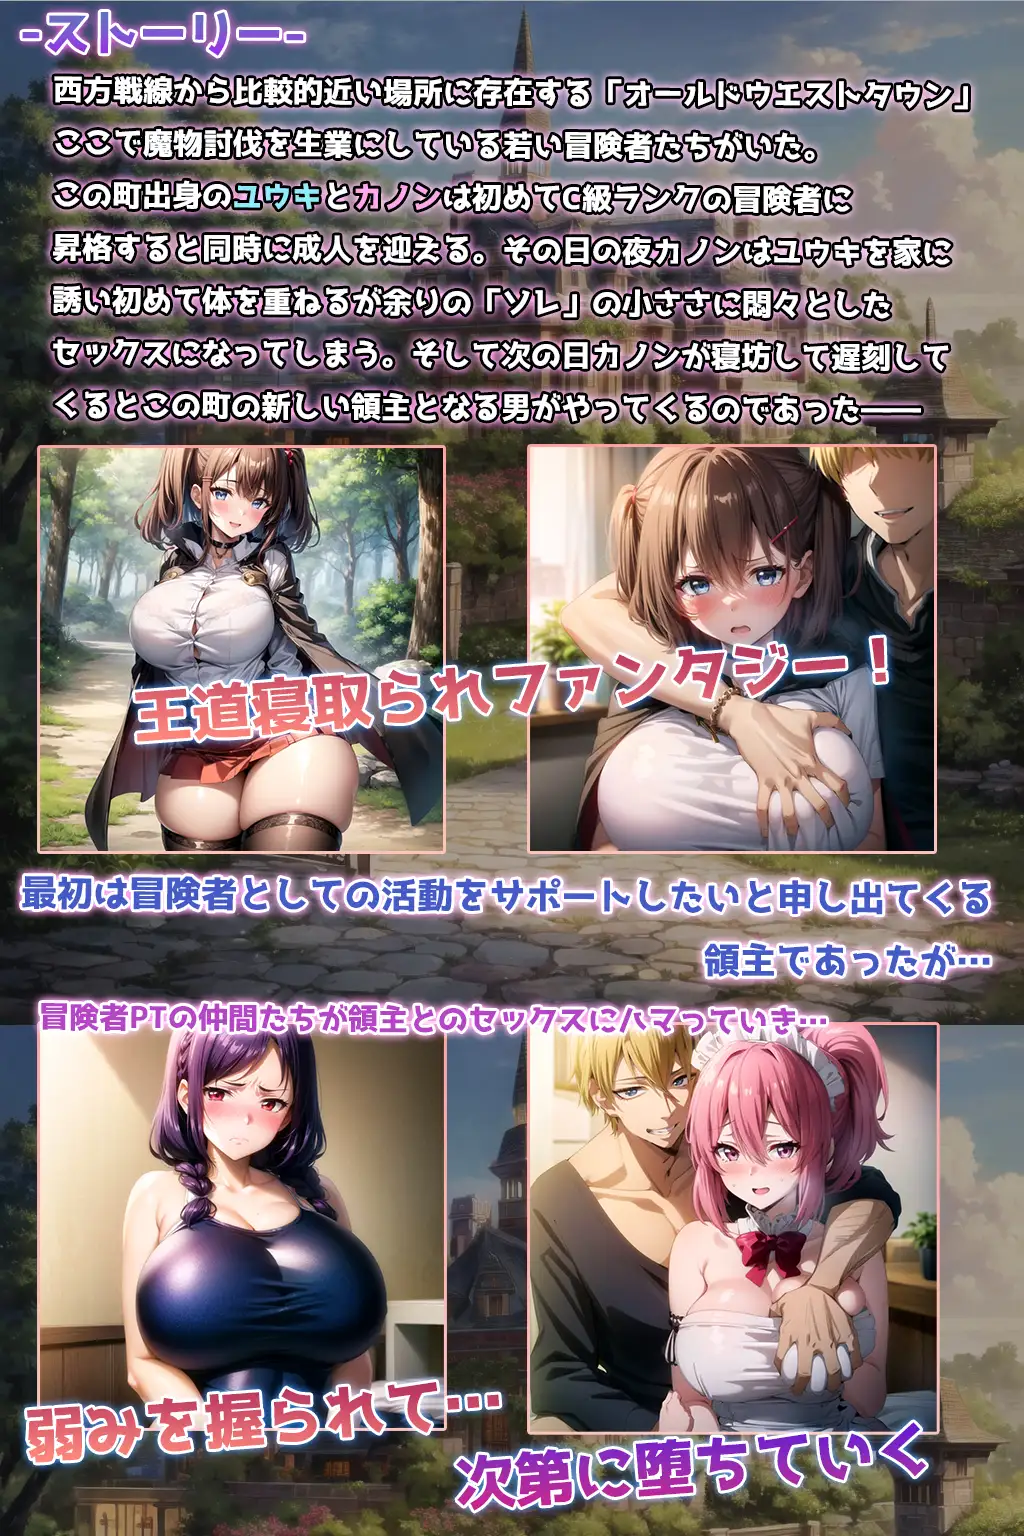 -ストーリー-
西方戦線から比較的近い場所に存在する「オールドウエストタウン」
ここで魔物討伐を生業にしている若い冒険者たちがいた。
この町出身のユウキとカノンは初めてC級ランクの冒険者に
昇格すると同時に成人を迎える。その日の夜カノンはユウキを家に
誘い初めて体を重ねるが余りの「ソレ」の小ささに悶々とした
セックスになってしまう。そして次の日カノンが寝坊して遅刻して
くるとこの町の新しい領主となる男がやってくるのであった――
王道寝取られファンタジー！
最初は冒険者としての活動をサポートしたいと申し出てくる
領主であったが…
冒険者PTの仲間たちが領主とのセックスにハマっていき…
弱みを握られて…
次第に堕ちていく